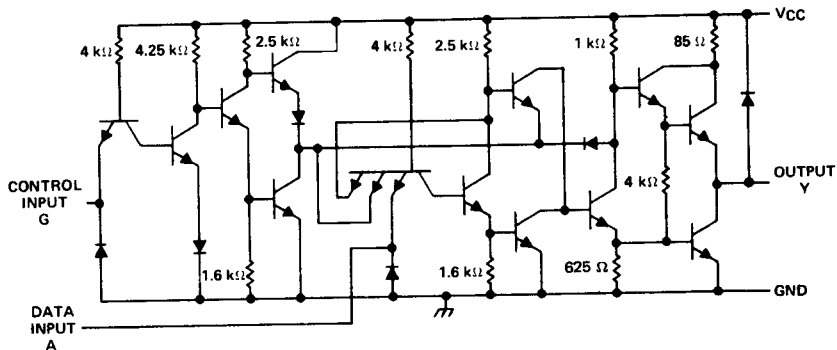 VCC
4 kΩ
4.25 kΩ
2.5 kΩ
4 kΩ
2.5 kΩ
1 kΩ
85 Ω
CONTROL
INPUT
G
4 kΩ
OUTPUT
Y
1.6 kΩ
1.6 kΩ
625 Ω
GND
DATA
INPUT
A